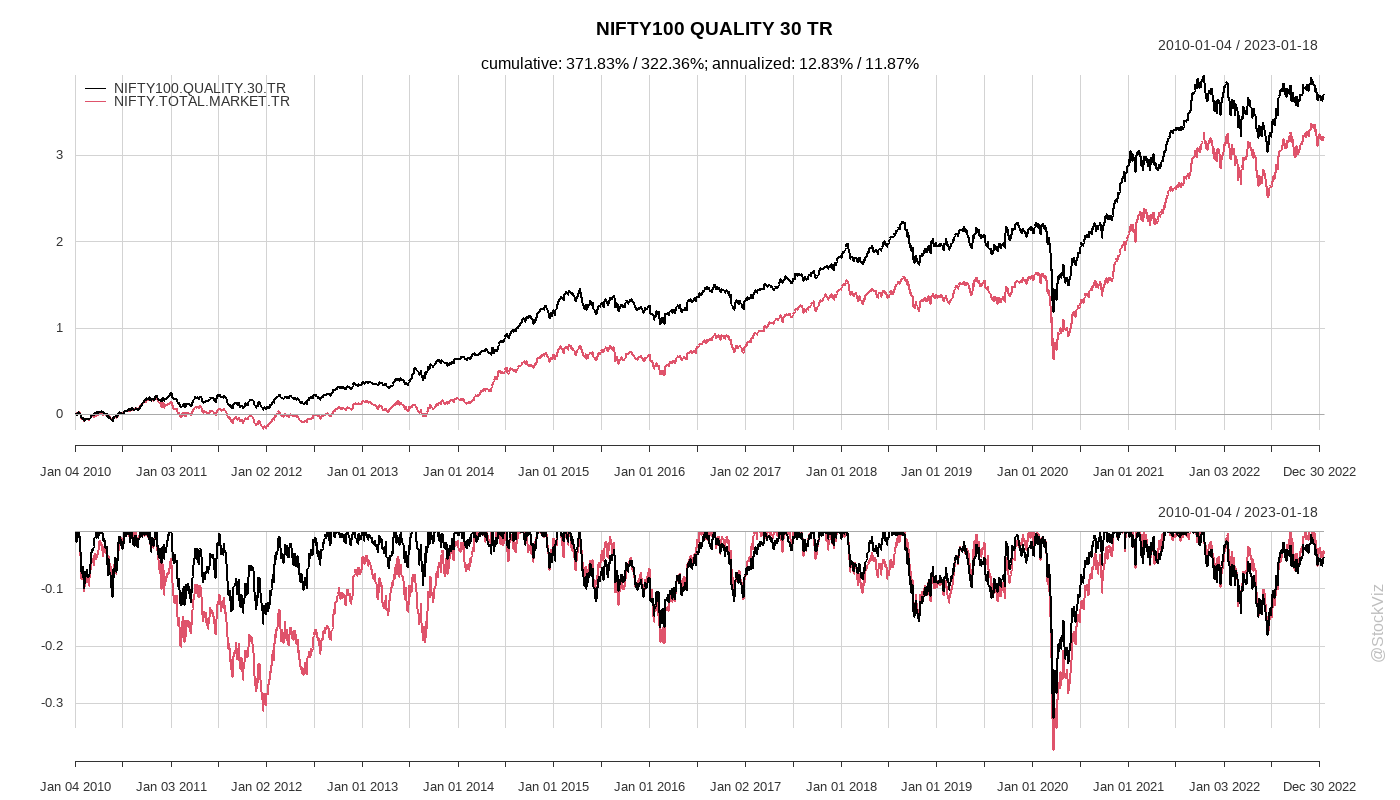 NIFTY100 QUALITY 30 TR
2010-01-04 / 2023-01-18
cumulative: 371.83% / 322.36%; annualized: 12.83% / 11.87%
NIFTY100.QUALITY.30.TR
NIFTY.TOTAL.MARKET.TR
3
2
1
0
Jan 04 2010 Jan 03 2011 Jan 02 2012 Jan 01 2013 Jan 01 2014 Jan 01 2015 Jan 01 2016 Jan 02 2017 Jan 01 2018 Jan 01 2019 Jan 01 2020 Jan 01 2021 Jan 03 2022 Dec 30 2022
2010-01-04 / 2023-01-18
-0.1
-0.2
-0.3
Jan 04 2010 Jan 03 2011 Jan 02 2012 Jan 01 2013 Jan 01 2014 Jan 01 2015 Jan 01 2016 Jan 02 2017 Jan 01 2018 Jan 01 2019 Jan 01 2020 Jan 01 2021 Jan 03 2022 Dec 30 2022
@StockViz